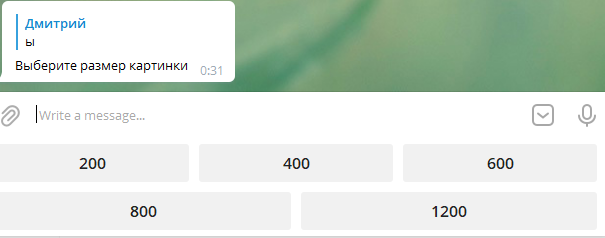 Дмитрий
ы
Выберите размер картинки 0:31
Write a message...
200 400 600
800 1200